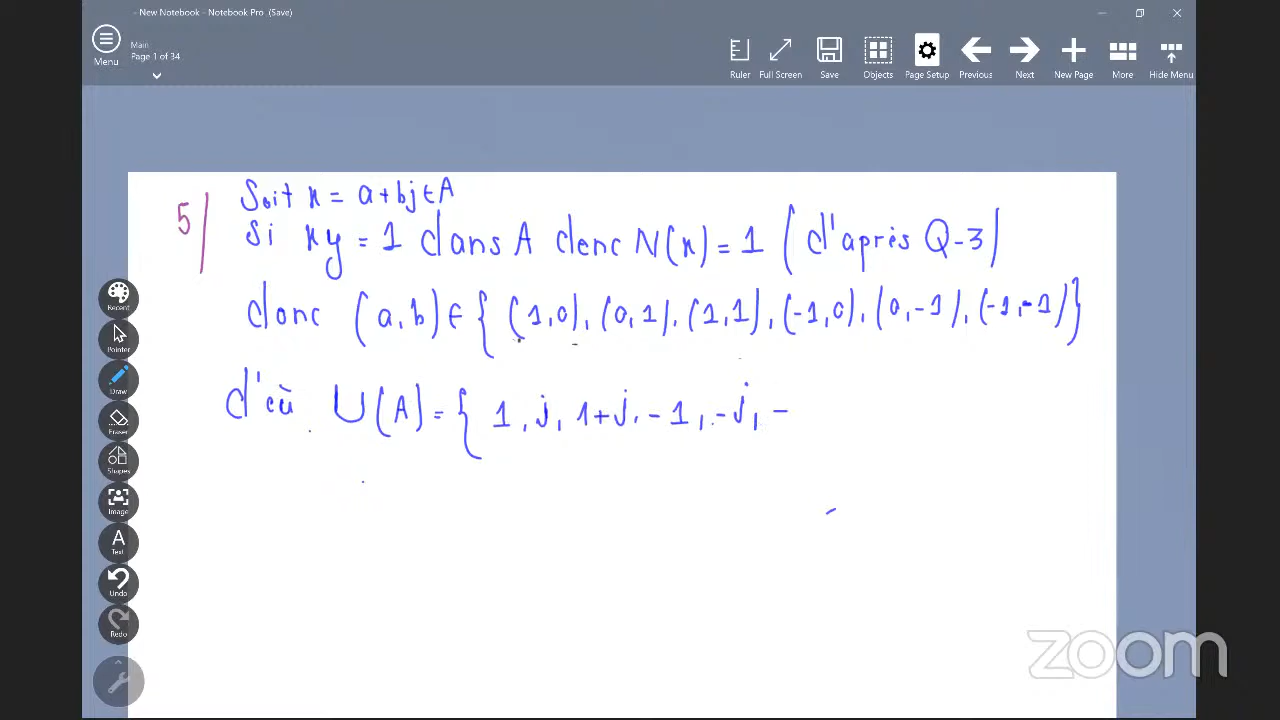 - New Notebook - Notebook Pro (Save)
Menu
Main
Page 1 of 34
Ruler
Full Screen
Save
Objects
Page Setup
Previous
Next
New Page
More
Hide Menu
5/ Soit x = a + bj ∈ A
Si xy = 1 dans A donc N(x) = 1 (d'après Q-3)
donc (a, b) ∈ { (1,0), (0,1), (1,1), (-1,0), (0,-1), (-1,-1) }
d'où U(A) = { 1, j, 1+j, -1, -j, -
Recent
Pointer
Draw
Eraser
Shapes
Image
A
Text
Undo
Redo
zoom